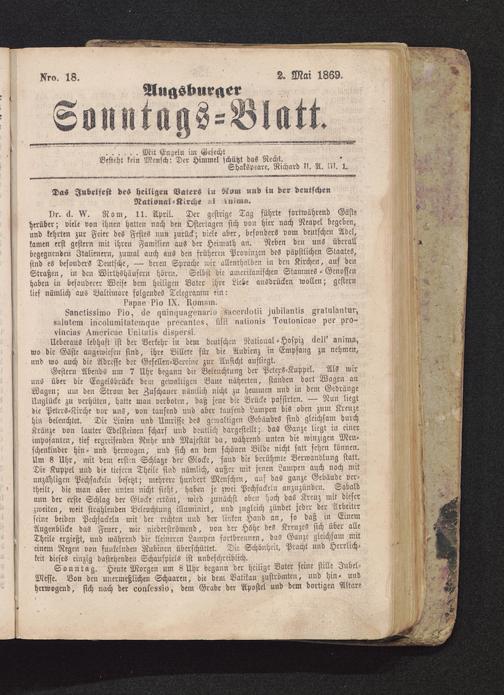 Nro. 18.
2. Mai 1869.
Augsburger
Sonntags=Blatt.
. . . . . . Mit Engeln im Gefecht
Besteht kein Mensch: Der Himmel schützt das Recht.
Shakspeare, Richard II. A. III. 1.
Das Jubelfest des heiligen Vaters in Rom und in der deutschen
National-Kirche al Anima.
Dr. d. W. Rom, 11. April. Der gestrige Tag führte fortwährend Gäste
herüber; viele von ihnen hatten nach den Ostertagen sich von hier nach Neapel begeben,
und kehrten zur Feier des Festes nun zurück; viele aber, besonders vom deutschen Adel,
kamen erst gestern mit ihren Familien aus der Heimath an. Neben den uns überall
begegnenden Italienern, zumal auch aus den früheren Provinzen des päpstlichen Staates,
sind es besonders Deutsche, — deren Sprache wir allenthalben in den Kirchen, auf den
Straßen, in den Wirthshäusern hören. Selbst die amerikanischen Stammes-Genossen
haben in besonderer Weise dem heiligen Vater ihre Liebe ausdrücken wollen; gestern
lief nämlich aus Baltimore folgendes Telegramm ein:
Papae Pio IX. Romam.
Sanctissimo Pio, de quinquagenario sacerdotii jubilantis gratulantur,
salutem incolumitatemque precantes, filii nationis Teutonicae per pro-
vincias Americae Unitatis dispersi.
Ueberaus lebhaft ist der Verkehr in dem deutschen National-Hospiz dell' anima,
wo die Gäste angewiesen sind, ihre Billete für die Audienz in Empfang zu nehmen,
und wo auch die Adresse der Gesellen-Vereine zur Ansicht aufliegt.
Gestern Abends um 7 Uhr begann die Beleuchtung der Peters-Kuppel. Als wir
uns über die Engelsbrücke dem gewaltigen Baue näherten, standen dort Wagen an
Wagen; um den Strom der Zuschauer nämlich nicht zu hemmen und in dem Gedränge
Unglücke zu verhüten, hatte man verboten, daß jene die Brücke passirten. — Nun liegt
die Peters-Kirche vor uns, von tausend und aber tausend Lampen bis oben zum Kreuze
hin beleuchtet. Die Linien und Umrisse des gewaltigen Gebäudes sind gleichsam durch
Kränze von lauter Edelsteinen scharf und deutlich dargestellt; das Ganze liegt in einer
imposanten, tief ergreifenden Ruhe und Majestät da, während unten die winzigen Men-
schenkinder hin- und herwogen, und sich an dem schönen Bilde nicht satt sehen können.
Um 8 Uhr, mit dem ersten Schlage der Glocke, fand die berühmte Verwandlung statt.
Die Kuppel und die tiefern Theile sind nämlich, außer mit jenen Lampen auch noch mit
unzähligen Pechfackeln besetzt; mehrere hundert Menschen, auf das ganze Gebäude ver-
theilt, die man aber unten nicht sieht, haben je zwei Pechfackeln anzuzünden. Sobald
nun der erste Schlag der Glocke ertönt, wird zunächst oben hoch das Kreuz mit dieser
zweiten, weit strahlenden Beleuchtung illuminirt, und zugleich zündet jeder der Arbeiter
seine beiden Pechfackeln mit der rechten und der linken Hand an, so daß in Einem
Augenblick das Feuer, wie niederströmend, von der Höhe des Kreuzes sich über alle
Theile ergießt, und während die kleineren Lampen fortbrennen, das Ganze gleichsam mit
einem Regen von funkelnden Rubinen überschüttet. Die Schönheit, Pracht und Herrlich-
keit dieses einzig dastehenden Schauspiels ist unbeschreiblich.
Sonntag. Heute Morgen um 8 Uhr begann der heilige Vater seine stille Jubel-
Messe. Von den unermeßlichen Schaaren, die dem Vatikan zuströmten, und hin- und
herwogend, sich nach der confessio, dem Grabe der Apostel und dem dortigen Altare